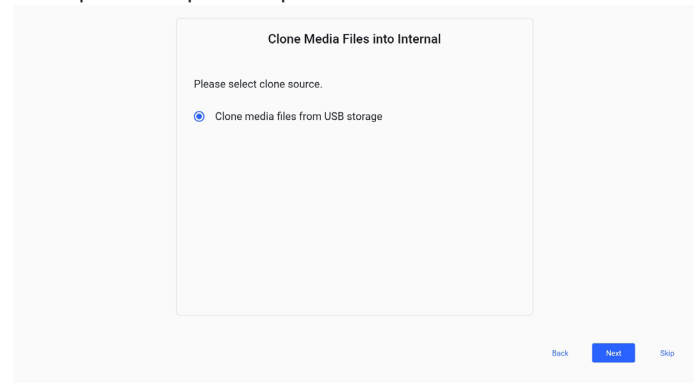 Clone Media Files into Internal
Please select clone source.
Clone media files from USB storage
Back Next Skip